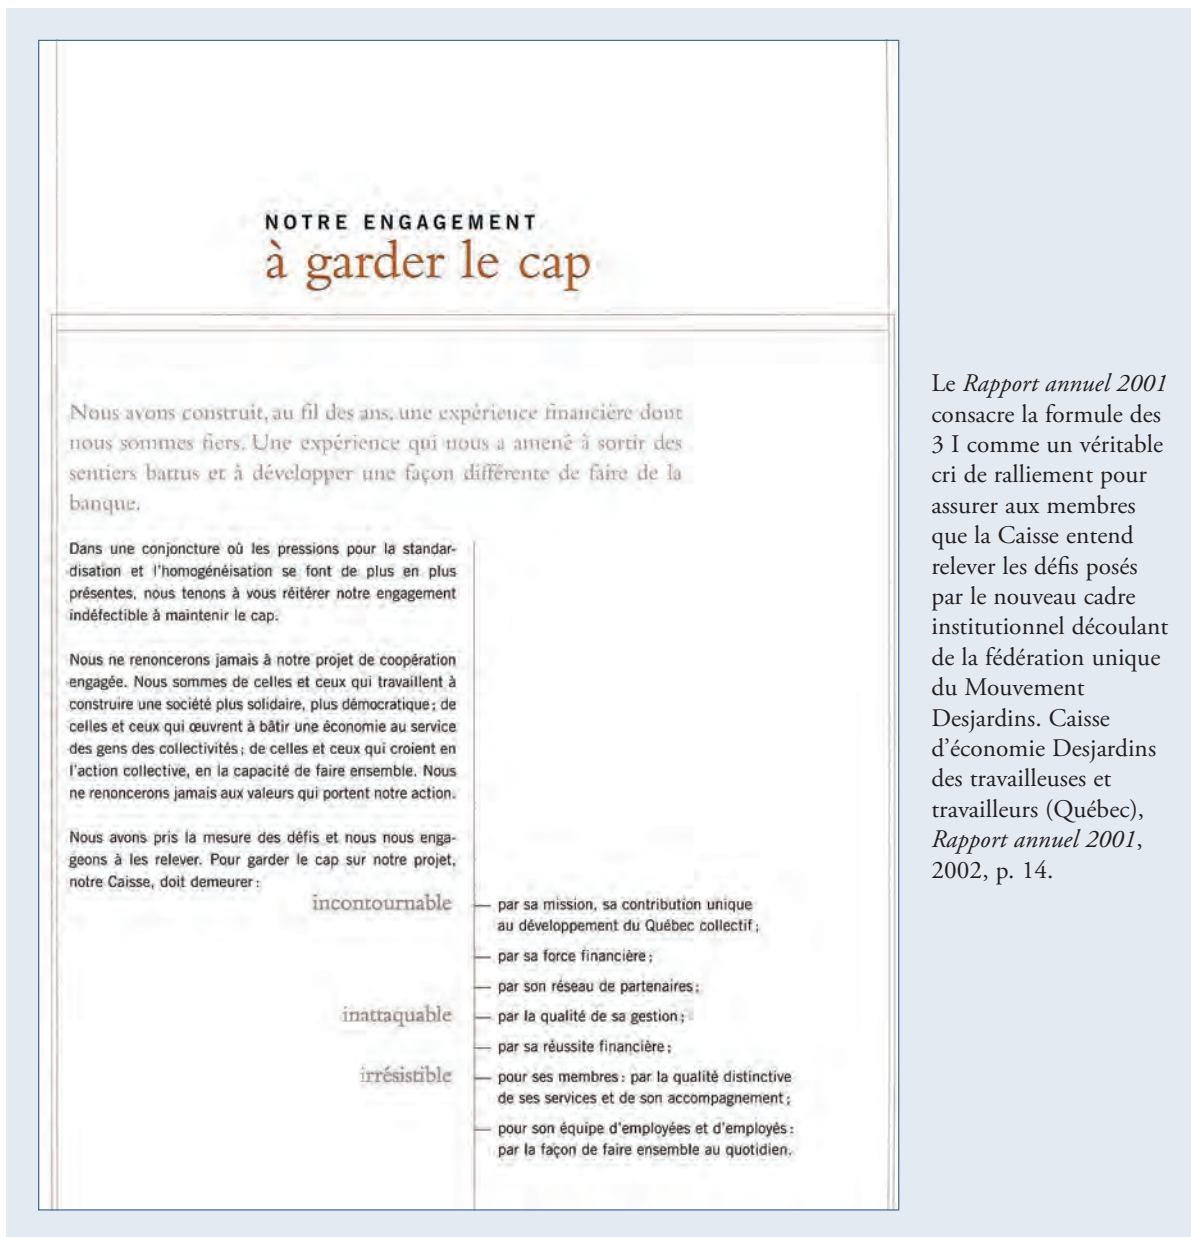 NOTRE ENGAGEMENT
à garder le cap
Nous avons construit, au fil des ans, une expérience financière dont
nous sommes fiers. Une expérience qui nous a amené à sortir des
sentiers battus et à développer une façon différente de faire de la
banque.
Dans une conjoncture où les pressions pour la standar-
disation et l'homogénéisation se font de plus en plus
présentes, nous tenons à vous réitérer notre engagement
indéfectible à maintenir le cap.
Nous ne renoncerons jamais à notre projet de coopération
engagée. Nous sommes de celles et ceux qui travaillent à
construire une société plus solidaire, plus démocratique ; de
celles et ceux qui œuvrent à bâtir une économie au service
des gens des collectivités ; de celles et ceux qui croient en
l'action collective, en la capacité de faire ensemble. Nous
ne renoncerons jamais aux valeurs qui portent notre action.
Nous avons pris la mesure des défis et nous nous enga-
geons à les relever. Pour garder le cap sur notre projet,
notre Caisse, doit demeurer :
incontournable — par sa mission, sa contribution unique
au développement du Québec collectif ;
— par sa force financière ;
— par son réseau de partenaires ;
inattaquable — par la qualité de sa gestion ;
— par sa réussite financière ;
irrésistible — pour ses membres : par la qualité distinctive
de ses services et de son accompagnement ;
— pour son équipe d'employées et d'employés :
par la façon de faire ensemble au quotidien.
Le Rapport annuel 2001
consacre la formule des
3 I comme un véritable
cri de ralliement pour
assurer aux membres
que la Caisse entend
relever les défis posés
par le nouveau cadre
institutionnel découlant
de la fédération unique
du Mouvement
Desjardins. Caisse
d'économie Desjardins
des travailleuses et
travailleurs (Québec),
Rapport annuel 2001,
2002, p. 14.